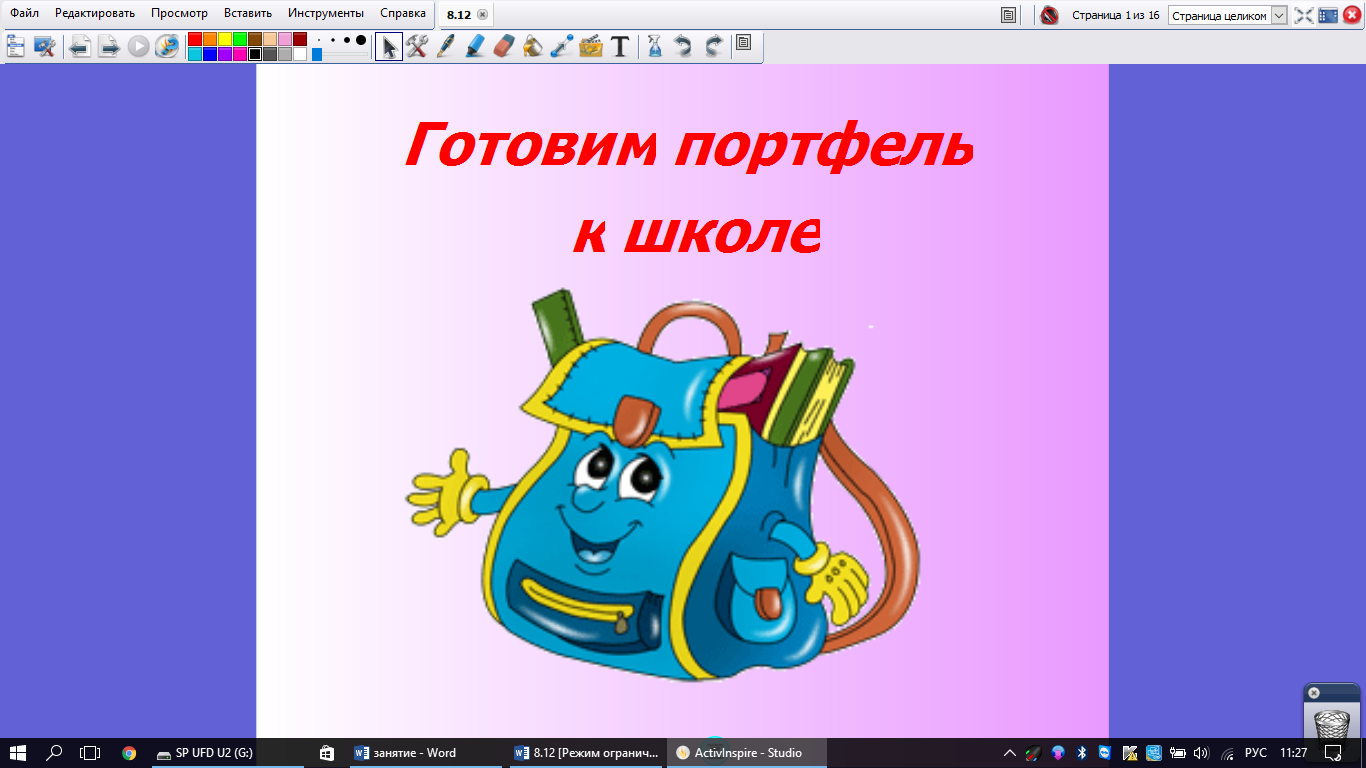 Файл Редактировать Просмотр Вставить Инструменты Справка 8.12 Страница 1 из 16 Страница целиком
T
Готовим портфель
к школе
SP UFD U2 (G:) занятие - Word 8.12 [Режим огранич... ActivInspire - Studio РУС 11:27